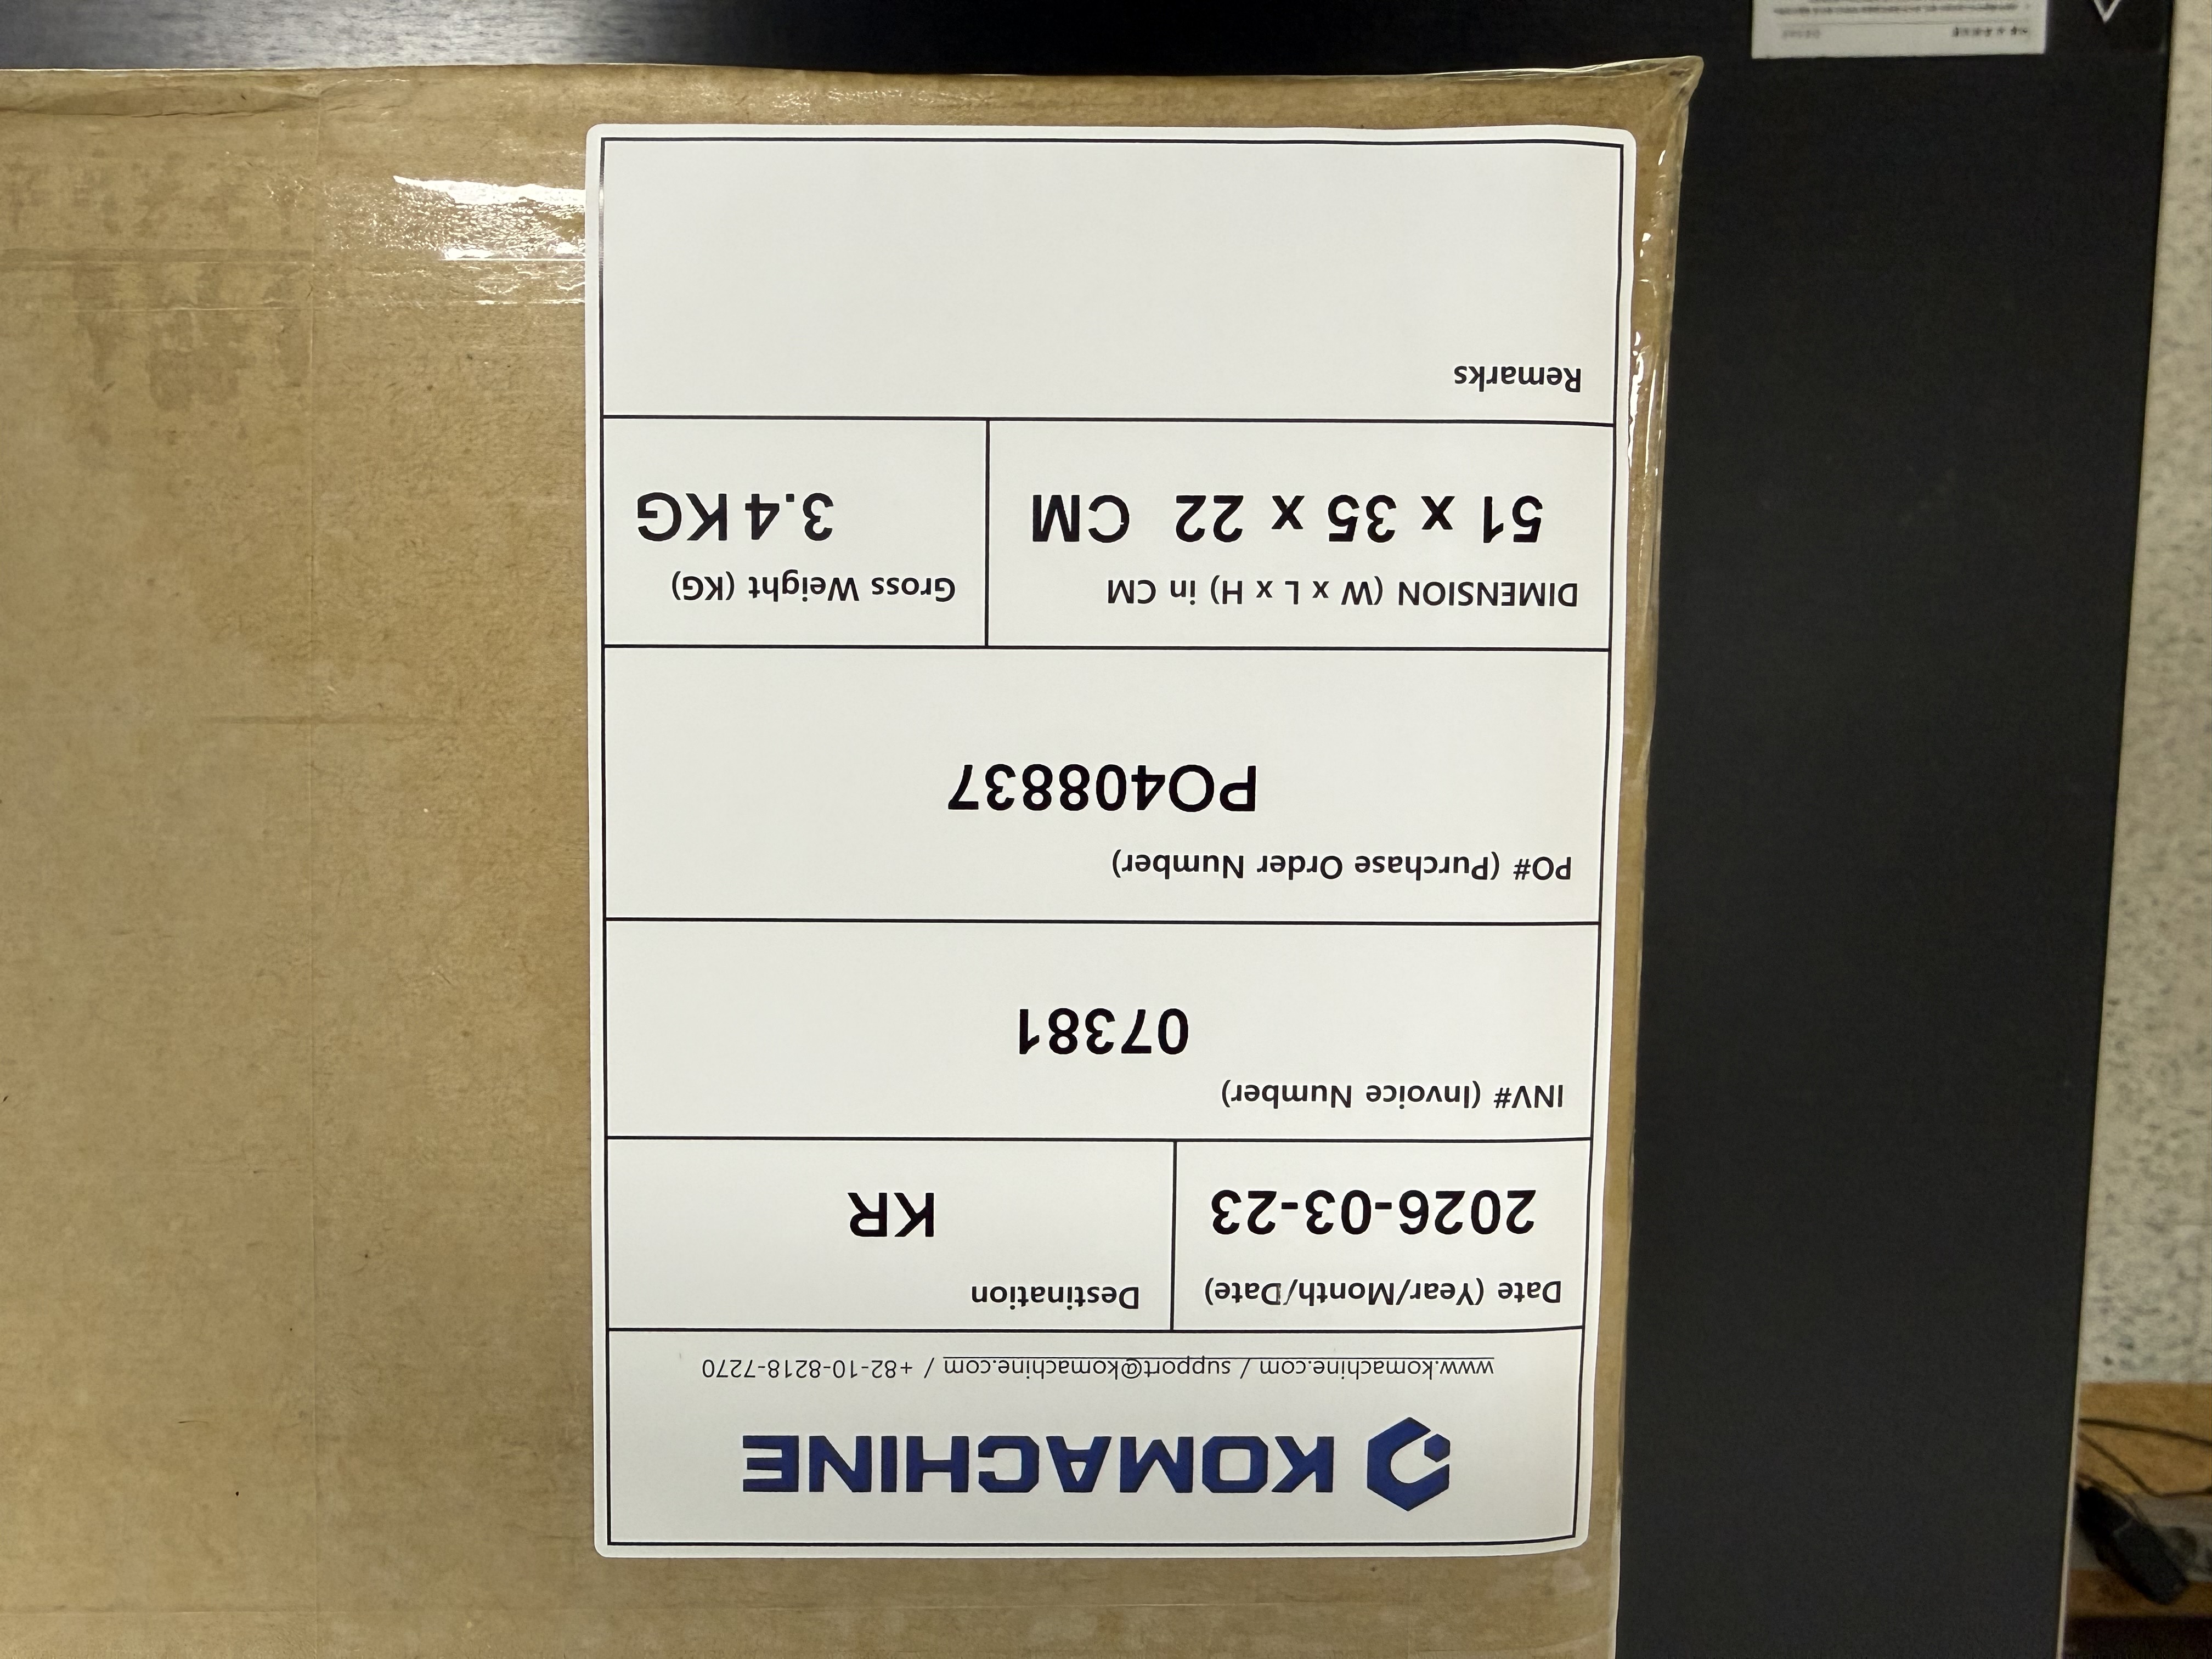 KOMACHINE
www.komachine.com / support@komachine.com / +82-10-8218-7270
Date (Year/Month/Date)
2026-03-23
Destination
KR
INV# (Invoice Number)
07381
PO# (Purchase Order Number)
PO408837
DIMENSION (W x L x H) in CM
51 x 35 x 22 CM
Gross Weight (KG)
3.4 KG
Remarks